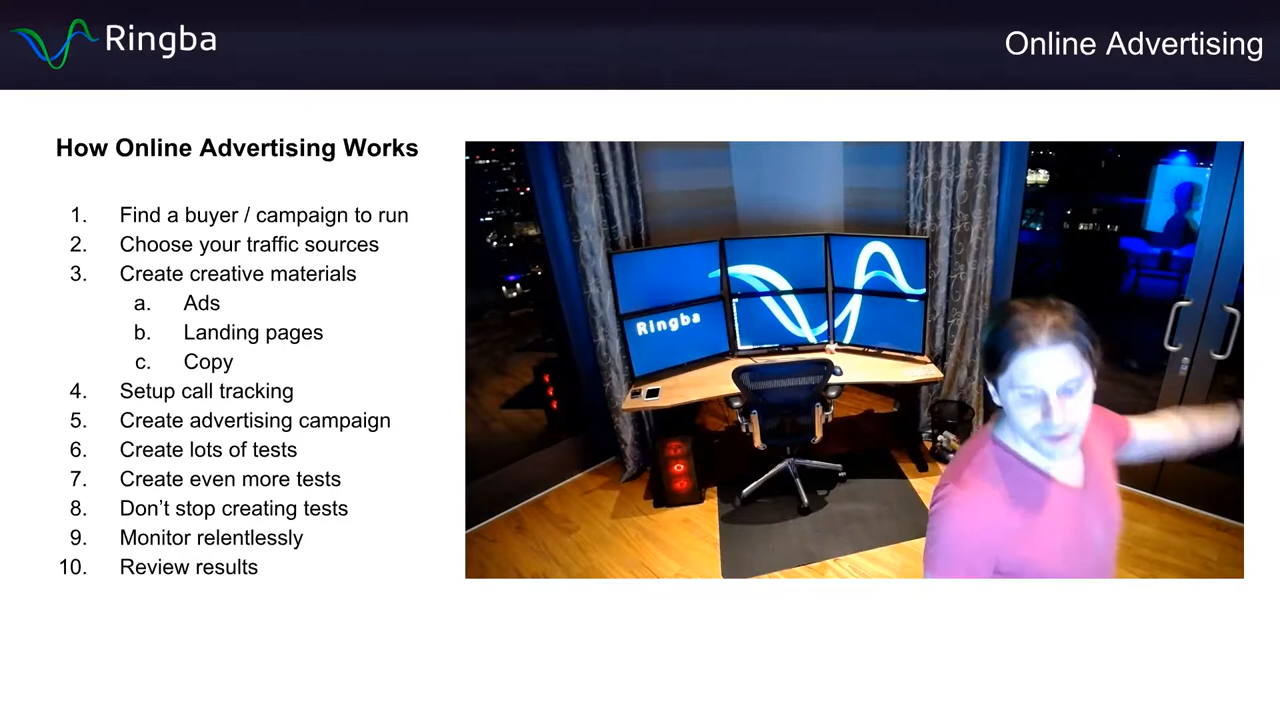 Ringba
Online Advertising
How Online Advertising Works
1. Find a buyer / campaign to run
2. Choose your traffic sources
3. Create creative materials
a. Ads
b. Landing pages
c. Copy
4. Setup call tracking
5. Create advertising campaign
6. Create lots of tests
7. Create even more tests
8. Don’t stop creating tests
9. Monitor relentlessly
10. Review results
Ringba